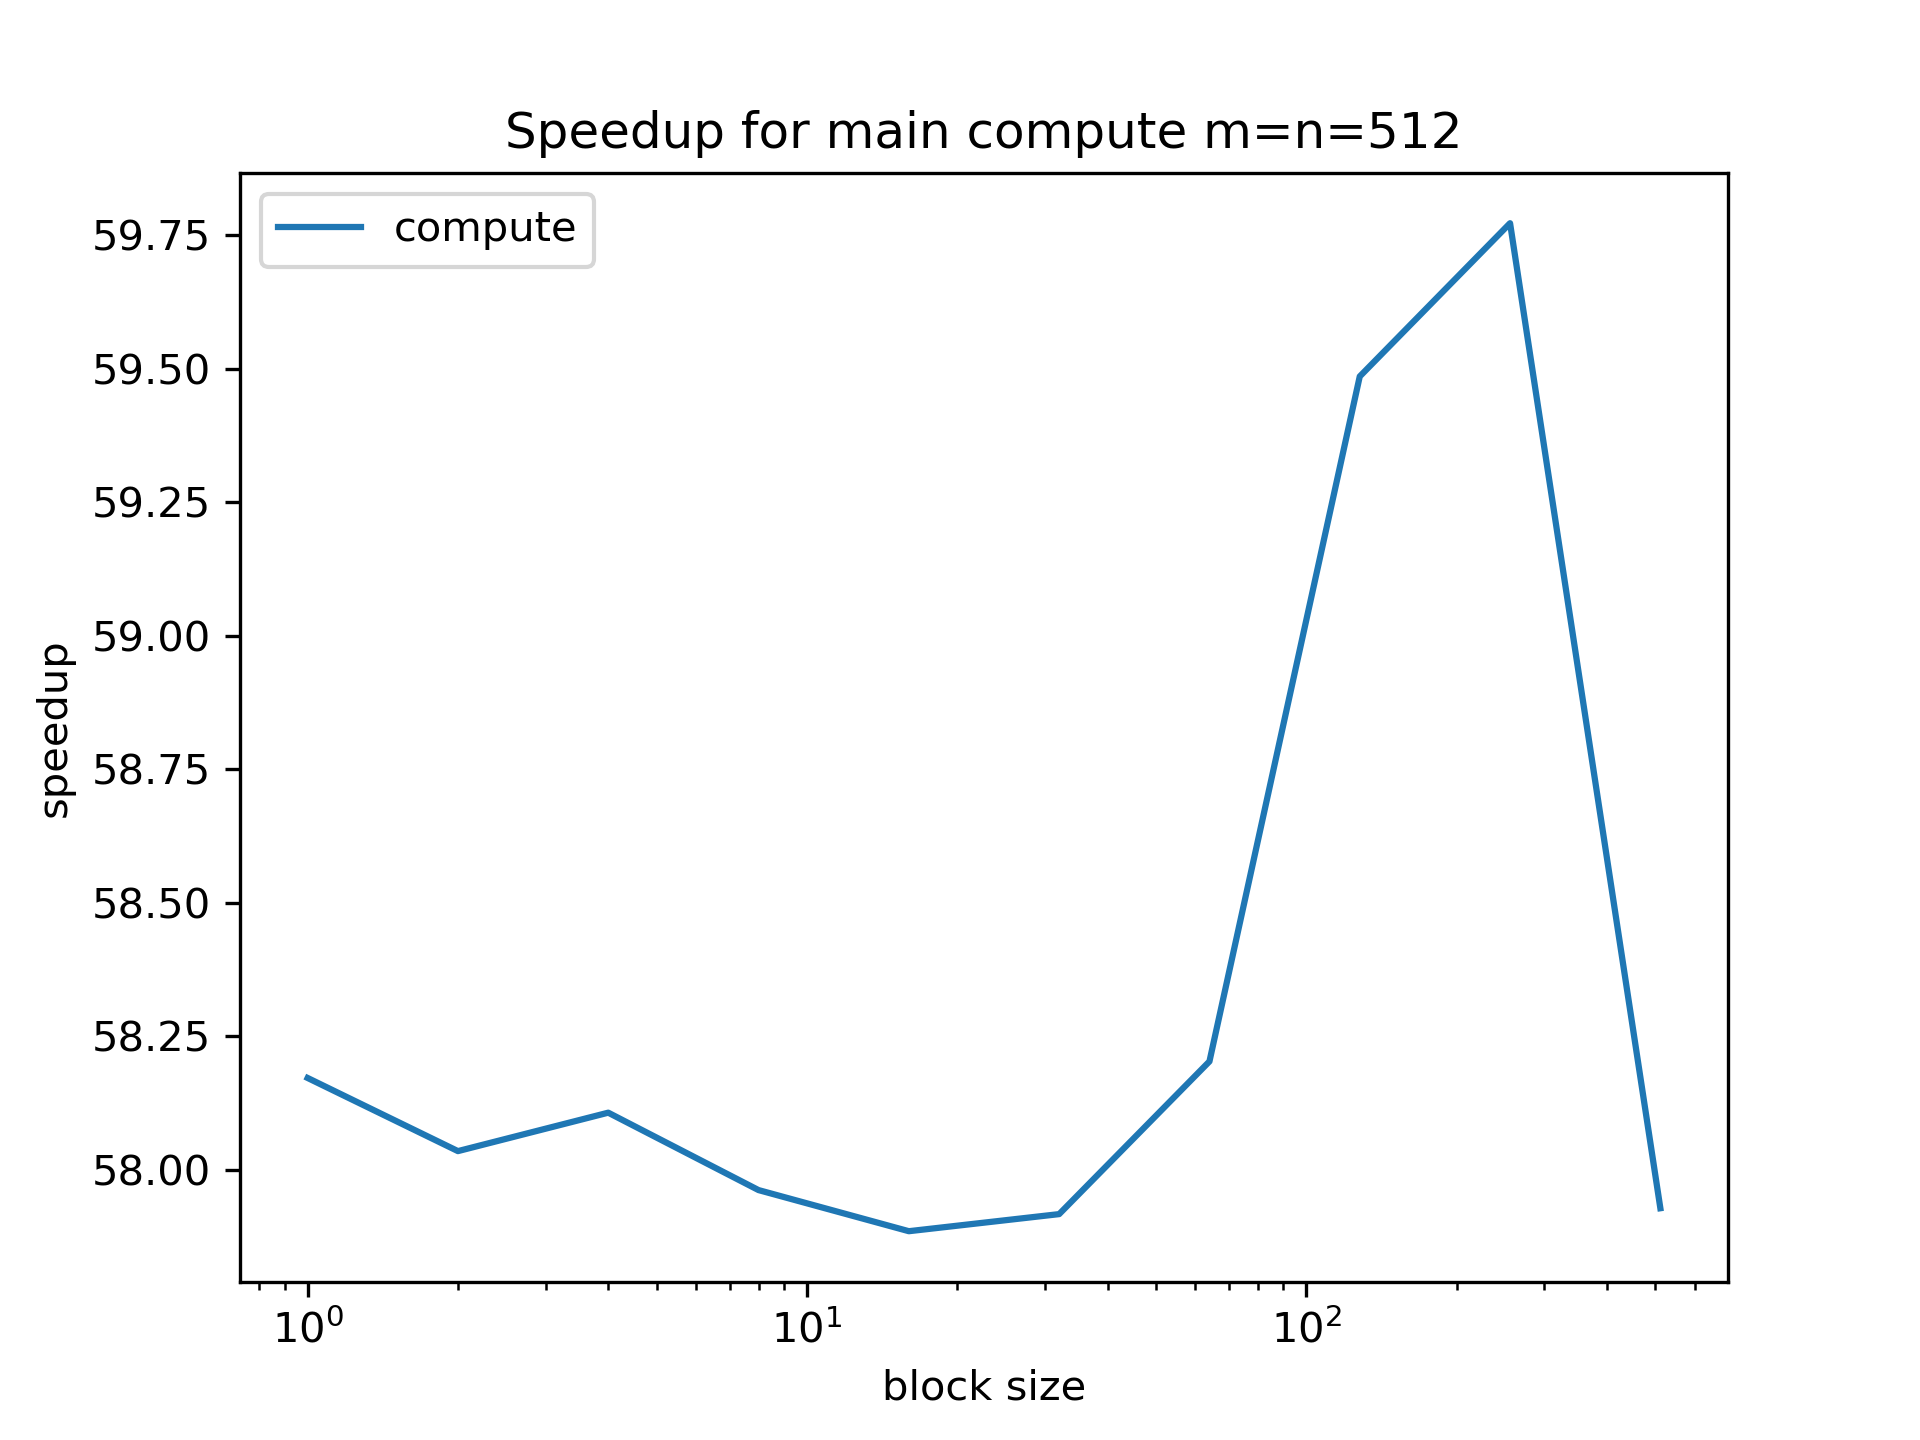 Speedup for main compute m=n=512
compute
59.75
59.50
59.25
59.00
58.75
58.50
58.25
58.00
speedup
10⁰ 10¹ 10²
block size